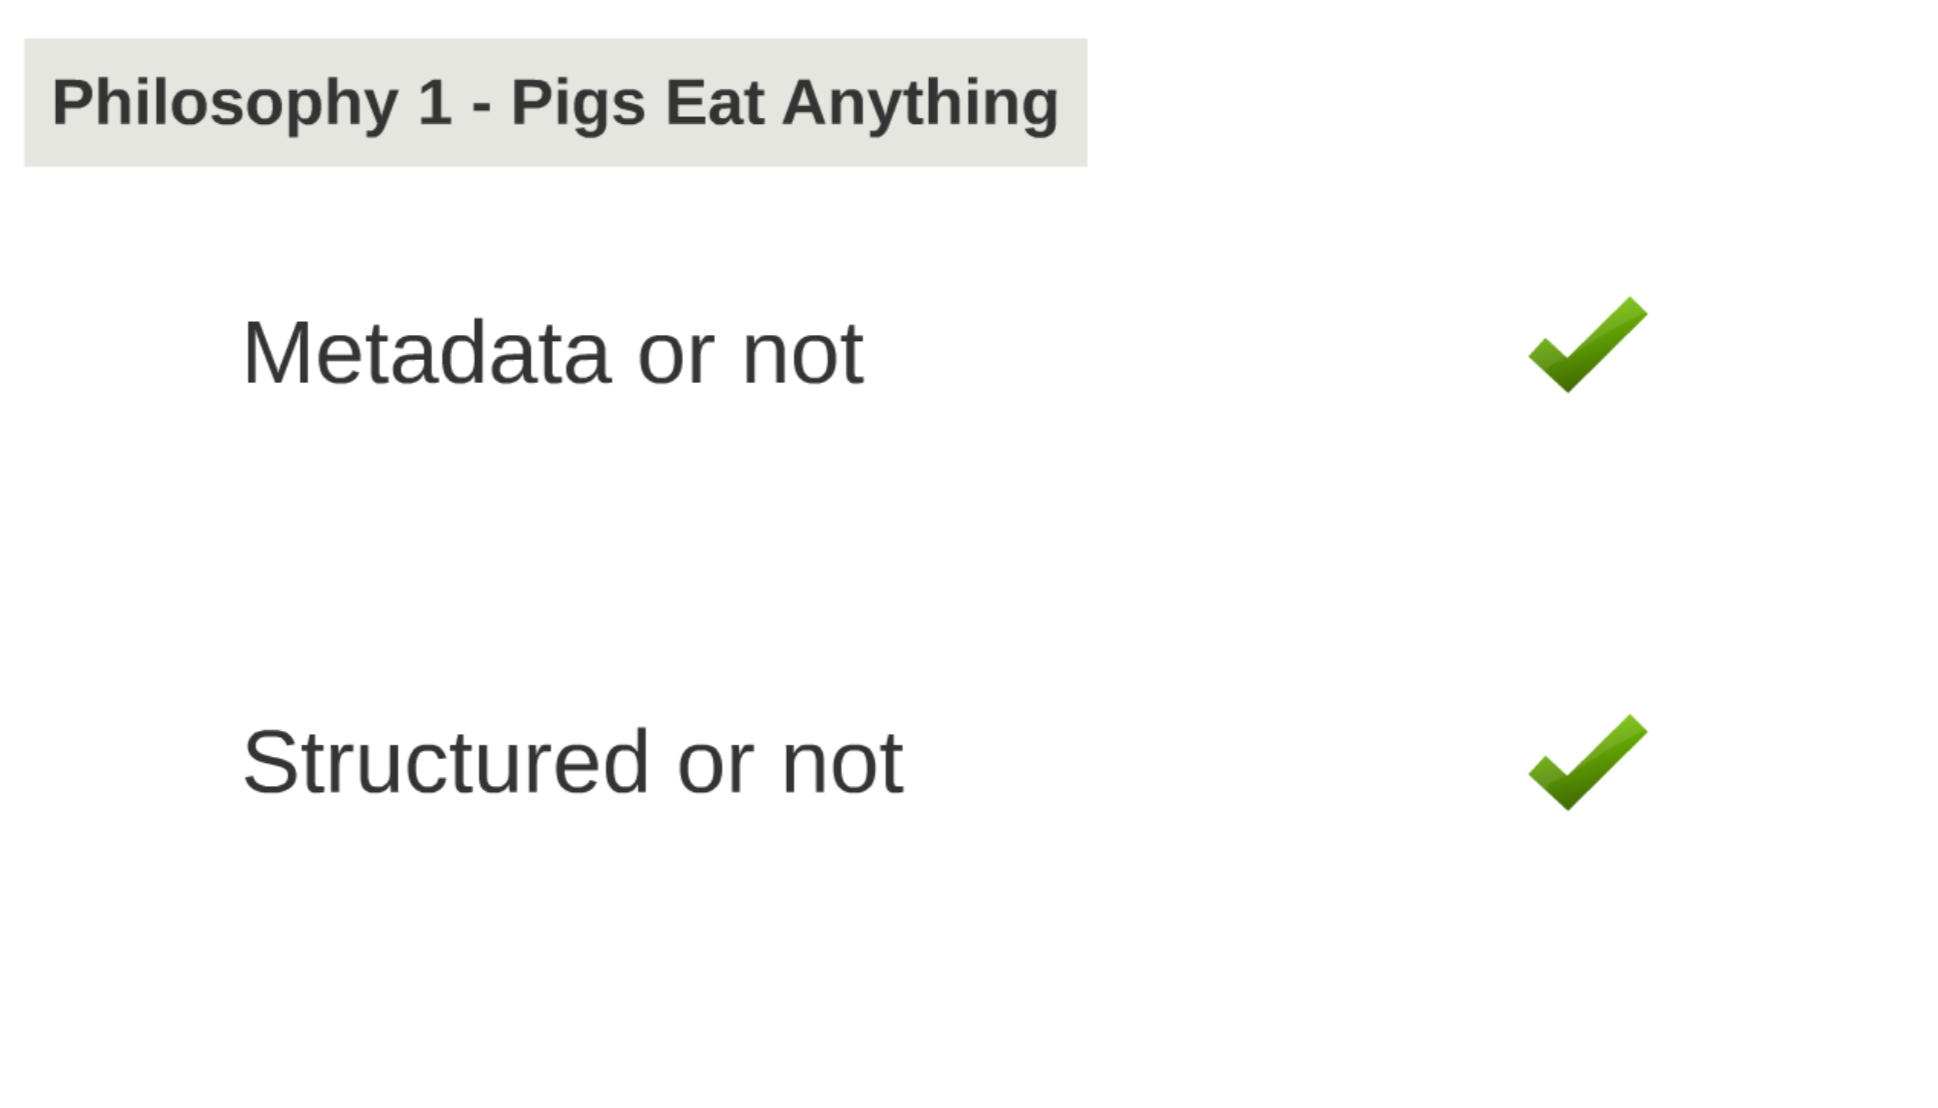 Philosophy 1 - Pigs Eat Anything
Metadata or not
Structured or not